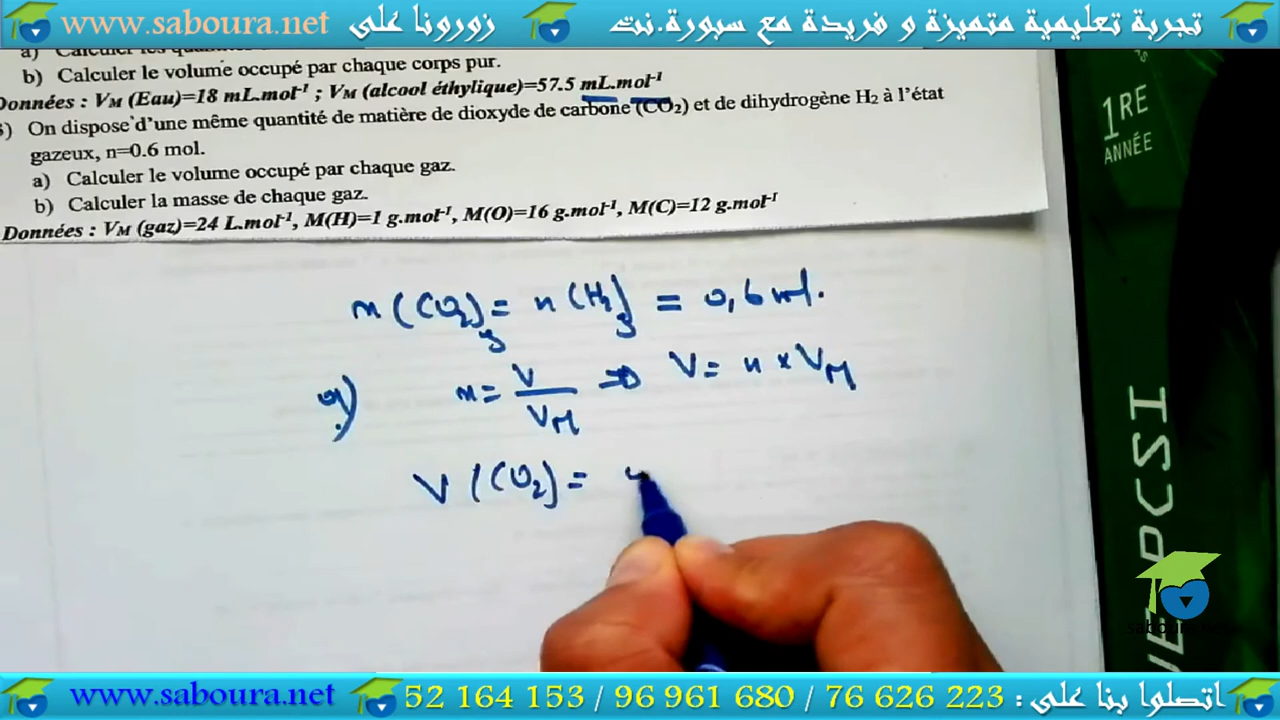 www.saboura.net زورونا على تجربة تعليمية متميزة و فريدة مع سبورة.نت
a) Calculer les
b) Calculer le volume occupé par chaque corps pur.
Données : VM (Eau)=18 mL.mol-1 ; VM (alcool éthylique)=57.5 mL.mol-1
) On dispose d'une même quantité de matière de dioxyde de carbone (CO2) et de dihydrogène H2 à l'état
gazeux, n=0.6 mol.
a) Calculer le volume occupé par chaque gaz.
b) Calculer la masse de chaque gaz.
Données : VM (gaz)=24 L.mol-1, M(H)=1 g.mol-1, M(O)=16 g.mol-1, M(C)=12 g.mol-1
1RE
ANNÉE
n(CO2)g = n(H2)g = 0,6 mol.
a) n = V/VM => V = n × VM
V(CO2) = n
PCSI
www.saboura.net 52 164 153 / 96 961 680 / 76 626 223 : اتصلوا بنا على